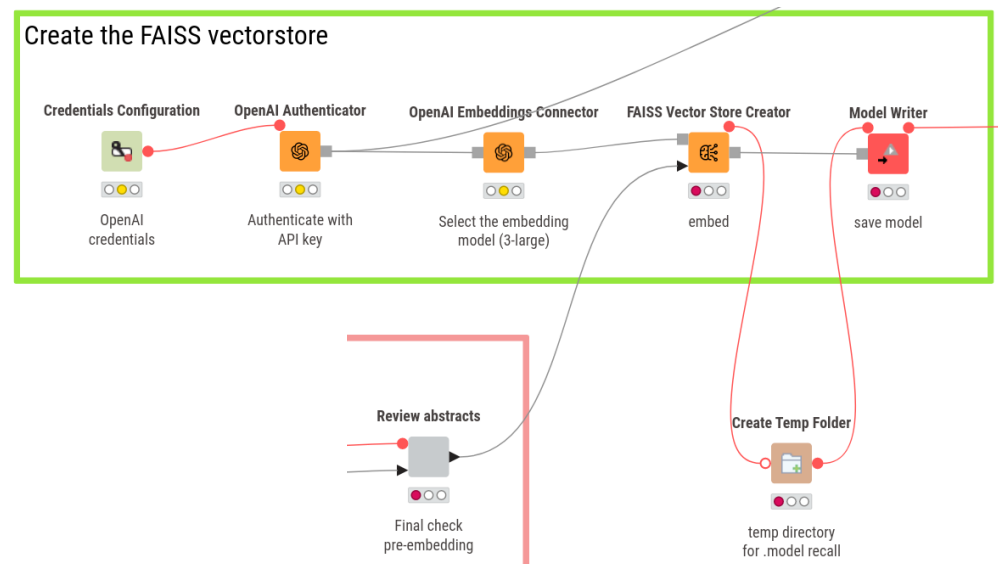 Create the FAISS vectorstore
Credentials Configuration
OpenAI Authenticator
OpenAI Embeddings Connector
FAISS Vector Store Creator
Model Writer
OpenAI
credentials
Authenticate with
API key
Select the embedding
model (3-large)
embed
save model
Review abstracts
Final check
pre-embedding
Create Temp Folder
temp directory
for .model recall